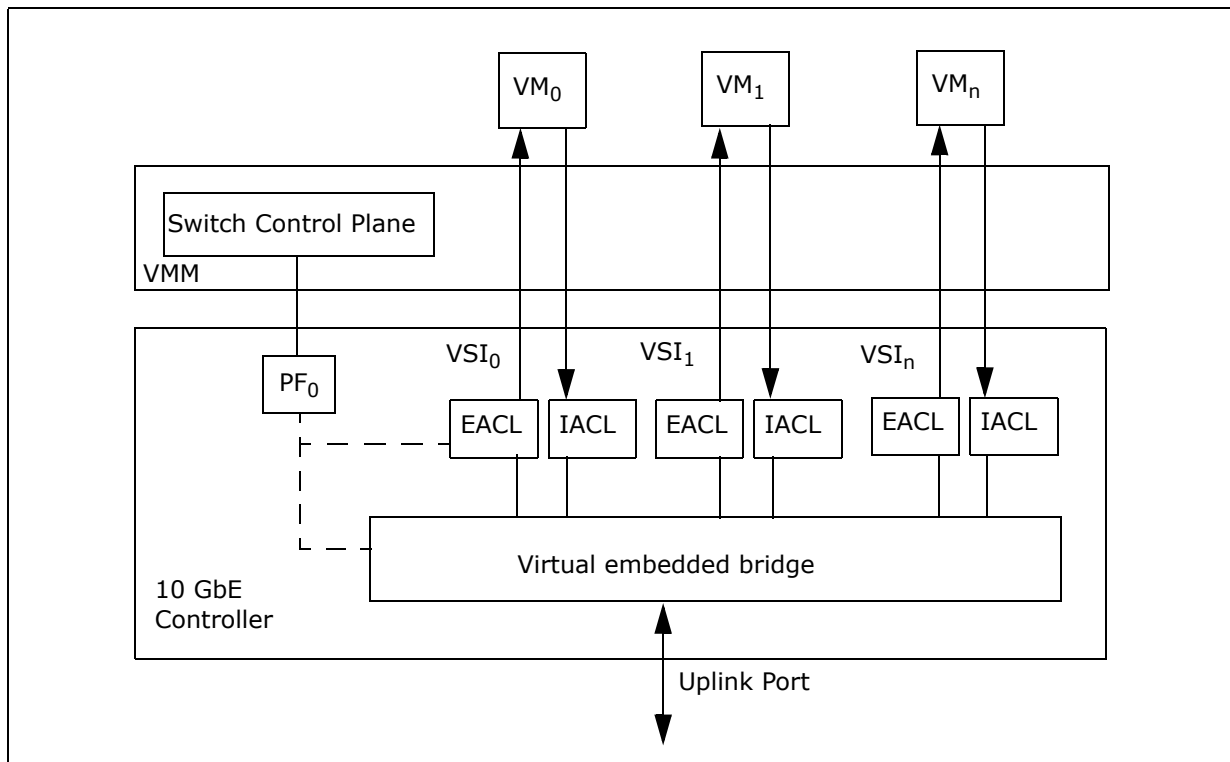 VM0
VM1
VMn
Switch Control Plane
VMM
VSI0
VSI1
VSIn
PF0
EACL
IACL
EACL
IACL
EACL
IACL
Virtual embedded bridge
10 GbE
Controller
Uplink Port